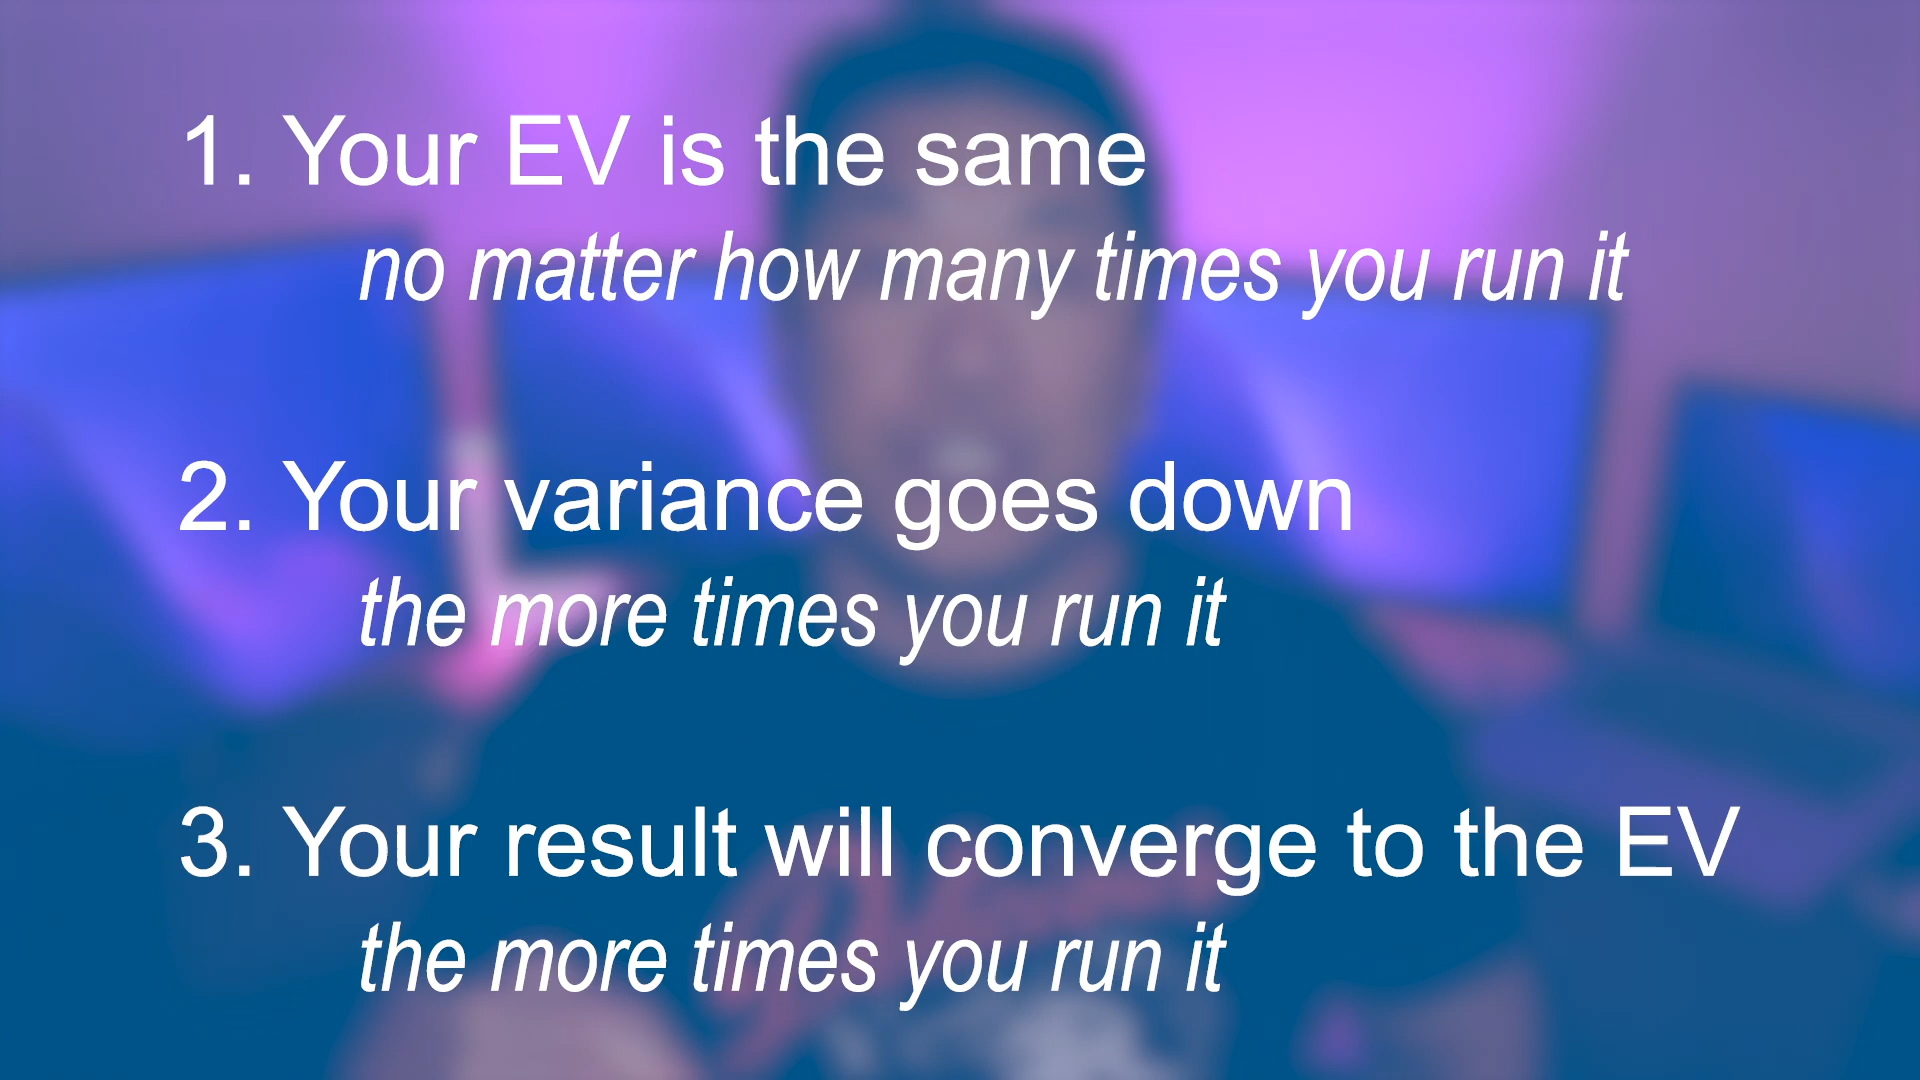 1. Your EV is the same
no matter how many times you run it
2. Your variance goes down
the more times you run it
3. Your result will converge to the EV
the more times you run it